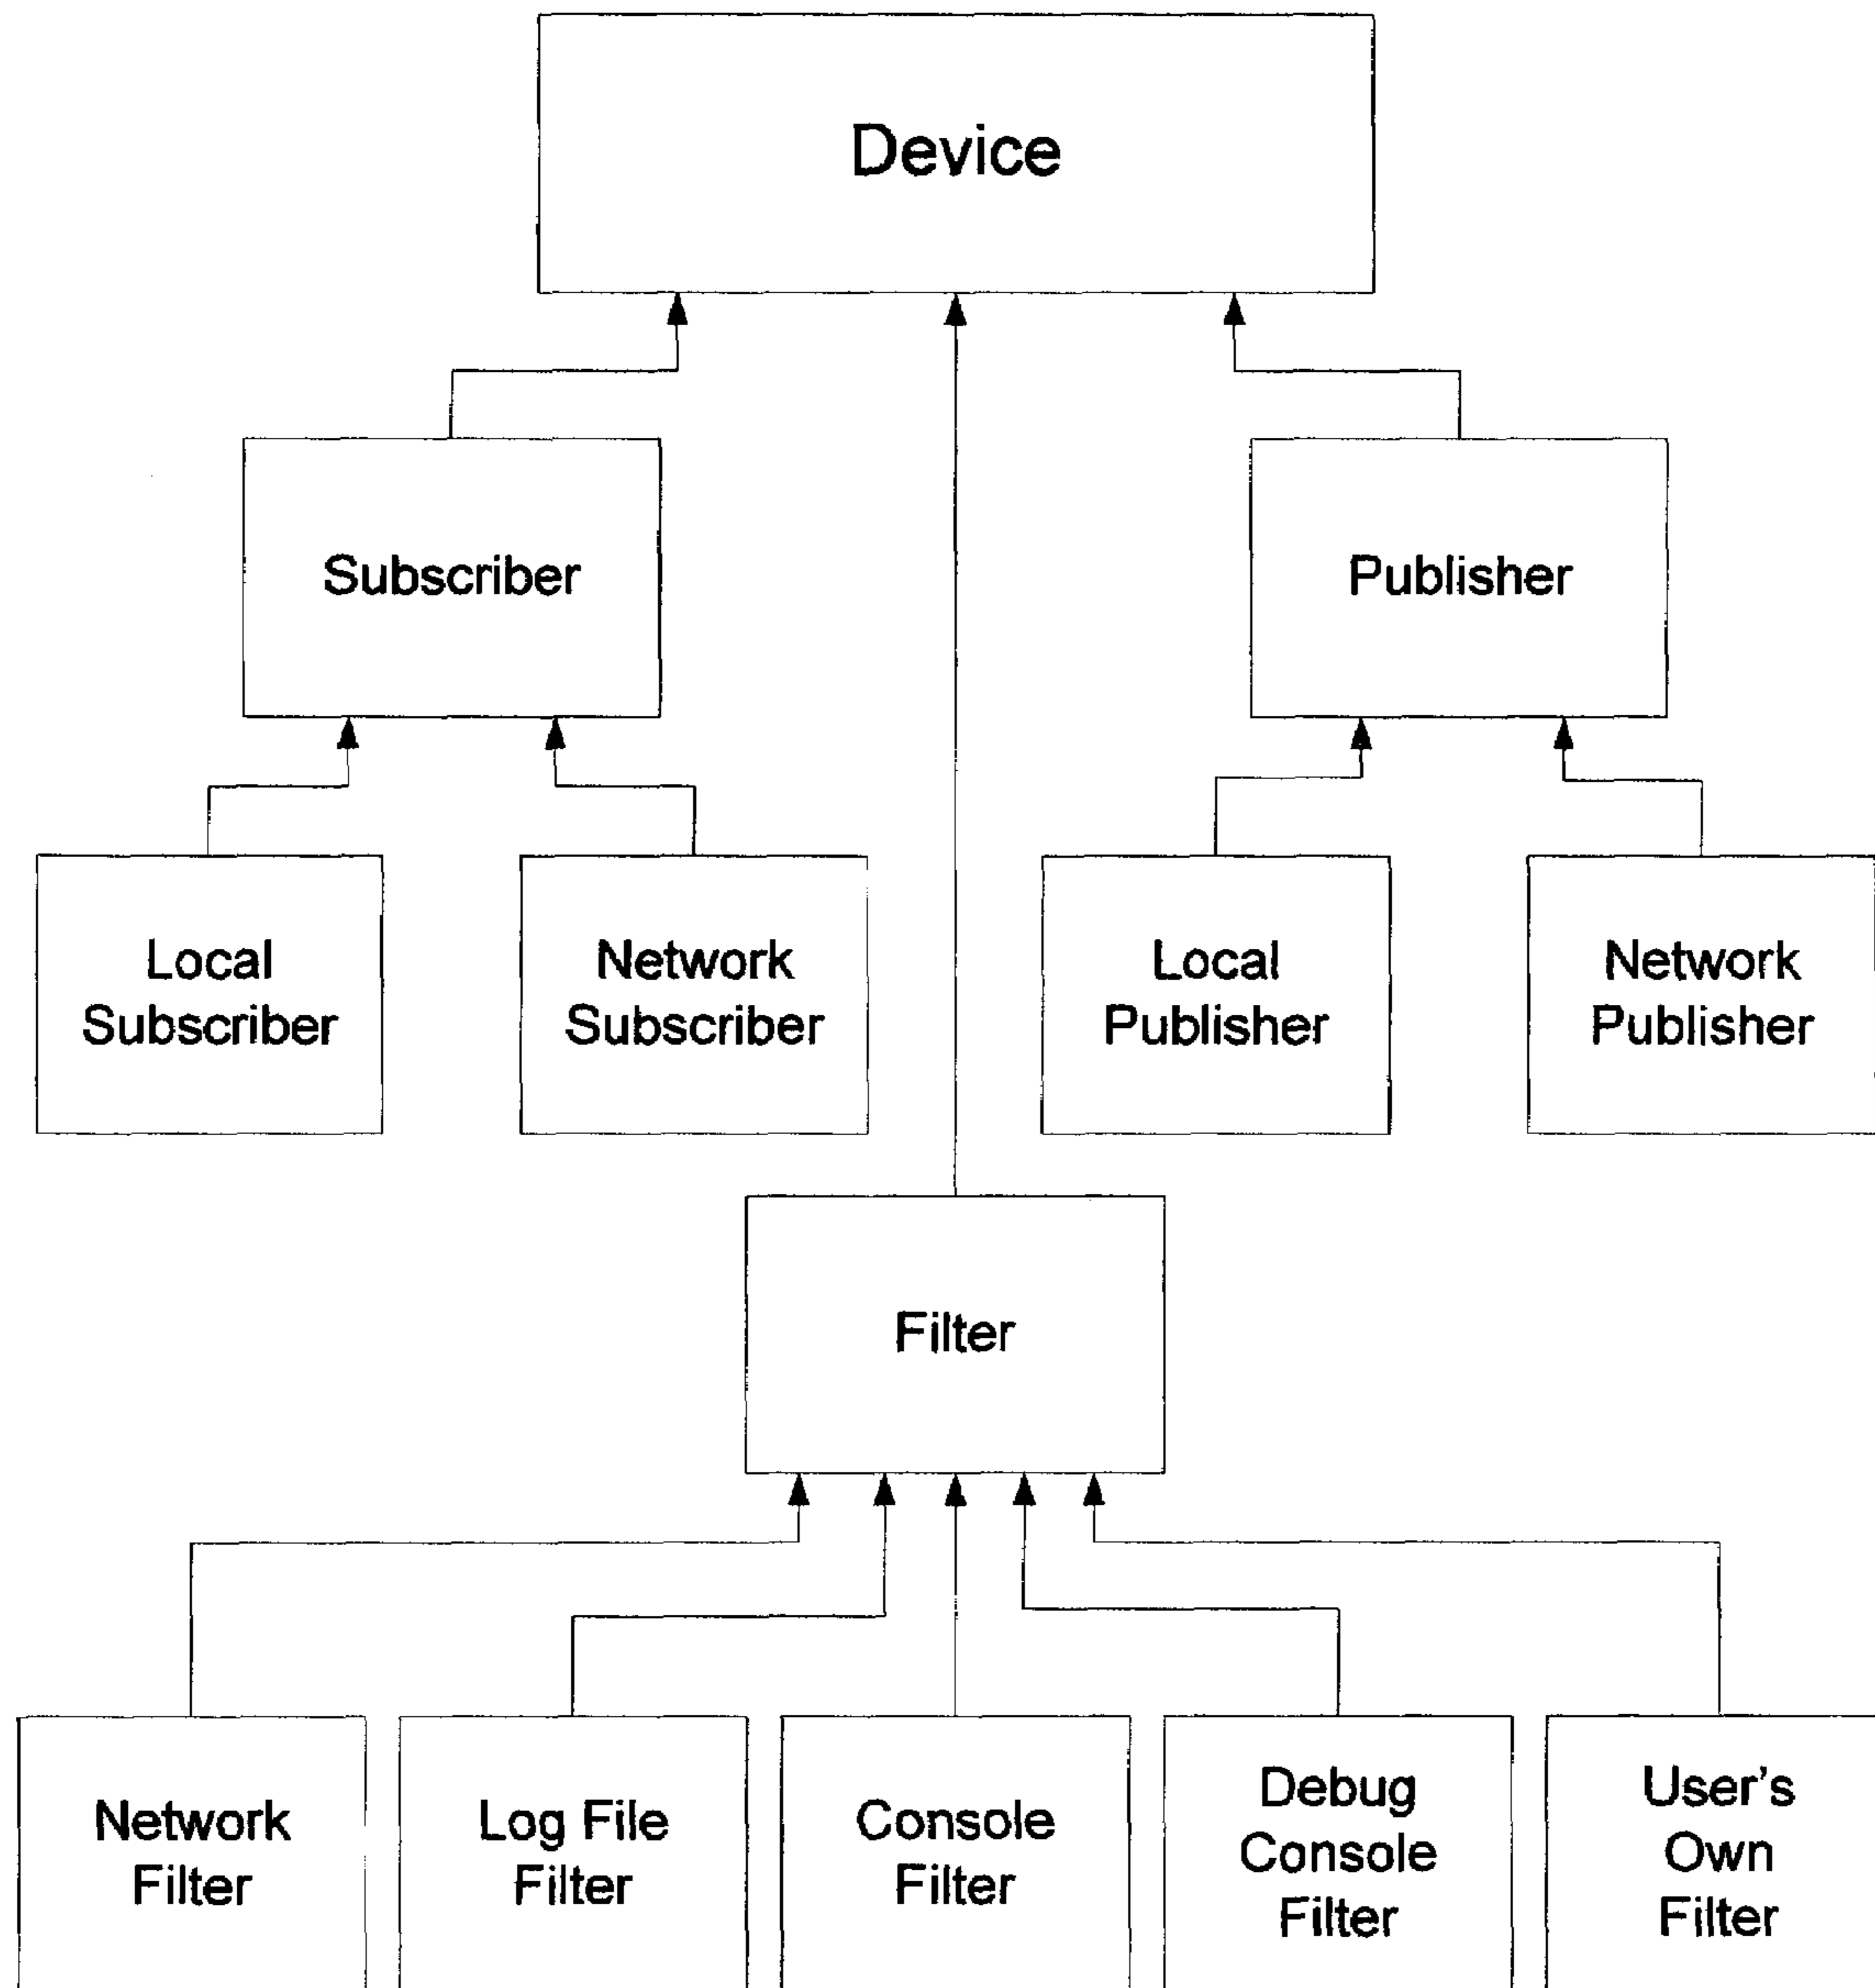 Device
Subscriber
Publisher
Local
Subscriber
Network
Subscriber
Local
Publisher
Network
Publisher
Filter
Network
Filter
Log File
Filter
Console
Filter
Debug
Console
Filter
User's
Own
Filter